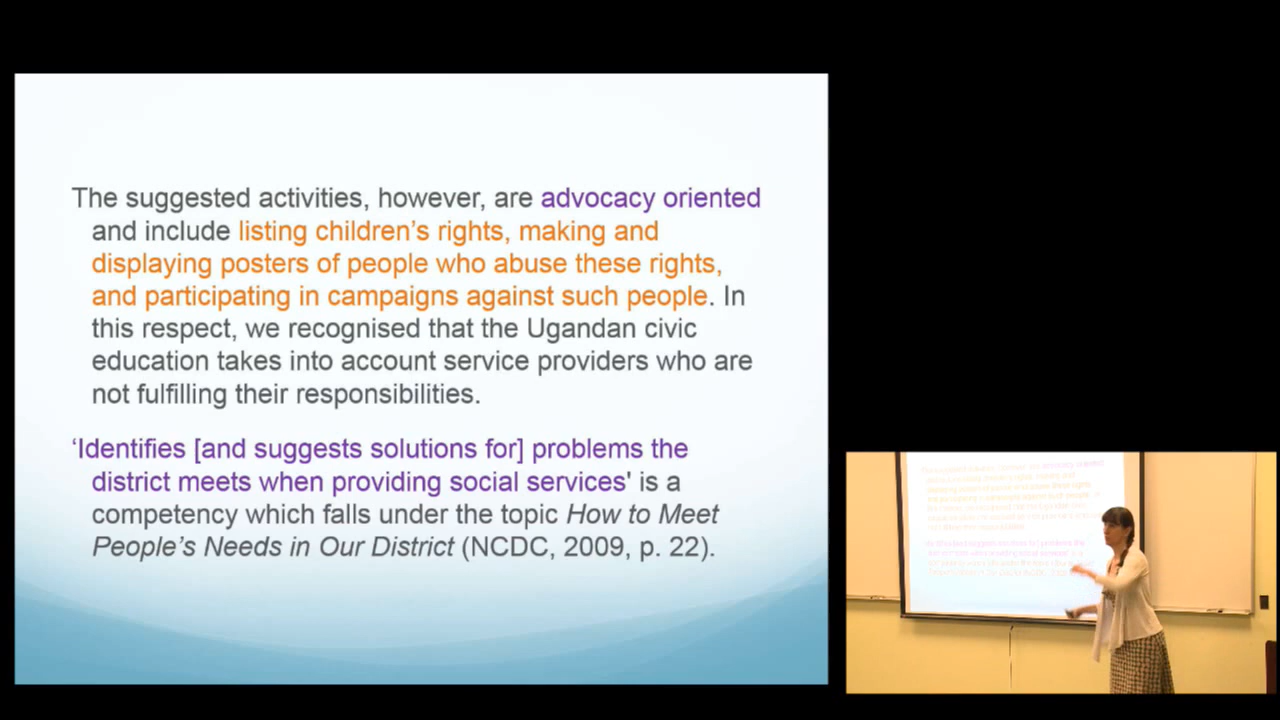 The suggested activities, however, are advocacy oriented
and include listing children's rights, making and
displaying posters of people who abuse these rights,
and participating in campaigns against such people. In
this respect, we recognised that the Ugandan civic
education takes into account service providers who are
not fulfilling their responsibilities.
‘Identifies [and suggests solutions for] problems the
district meets when providing social services' is a
competency which falls under the topic How to Meet
People's Needs in Our District (NCDC, 2009, p. 22).